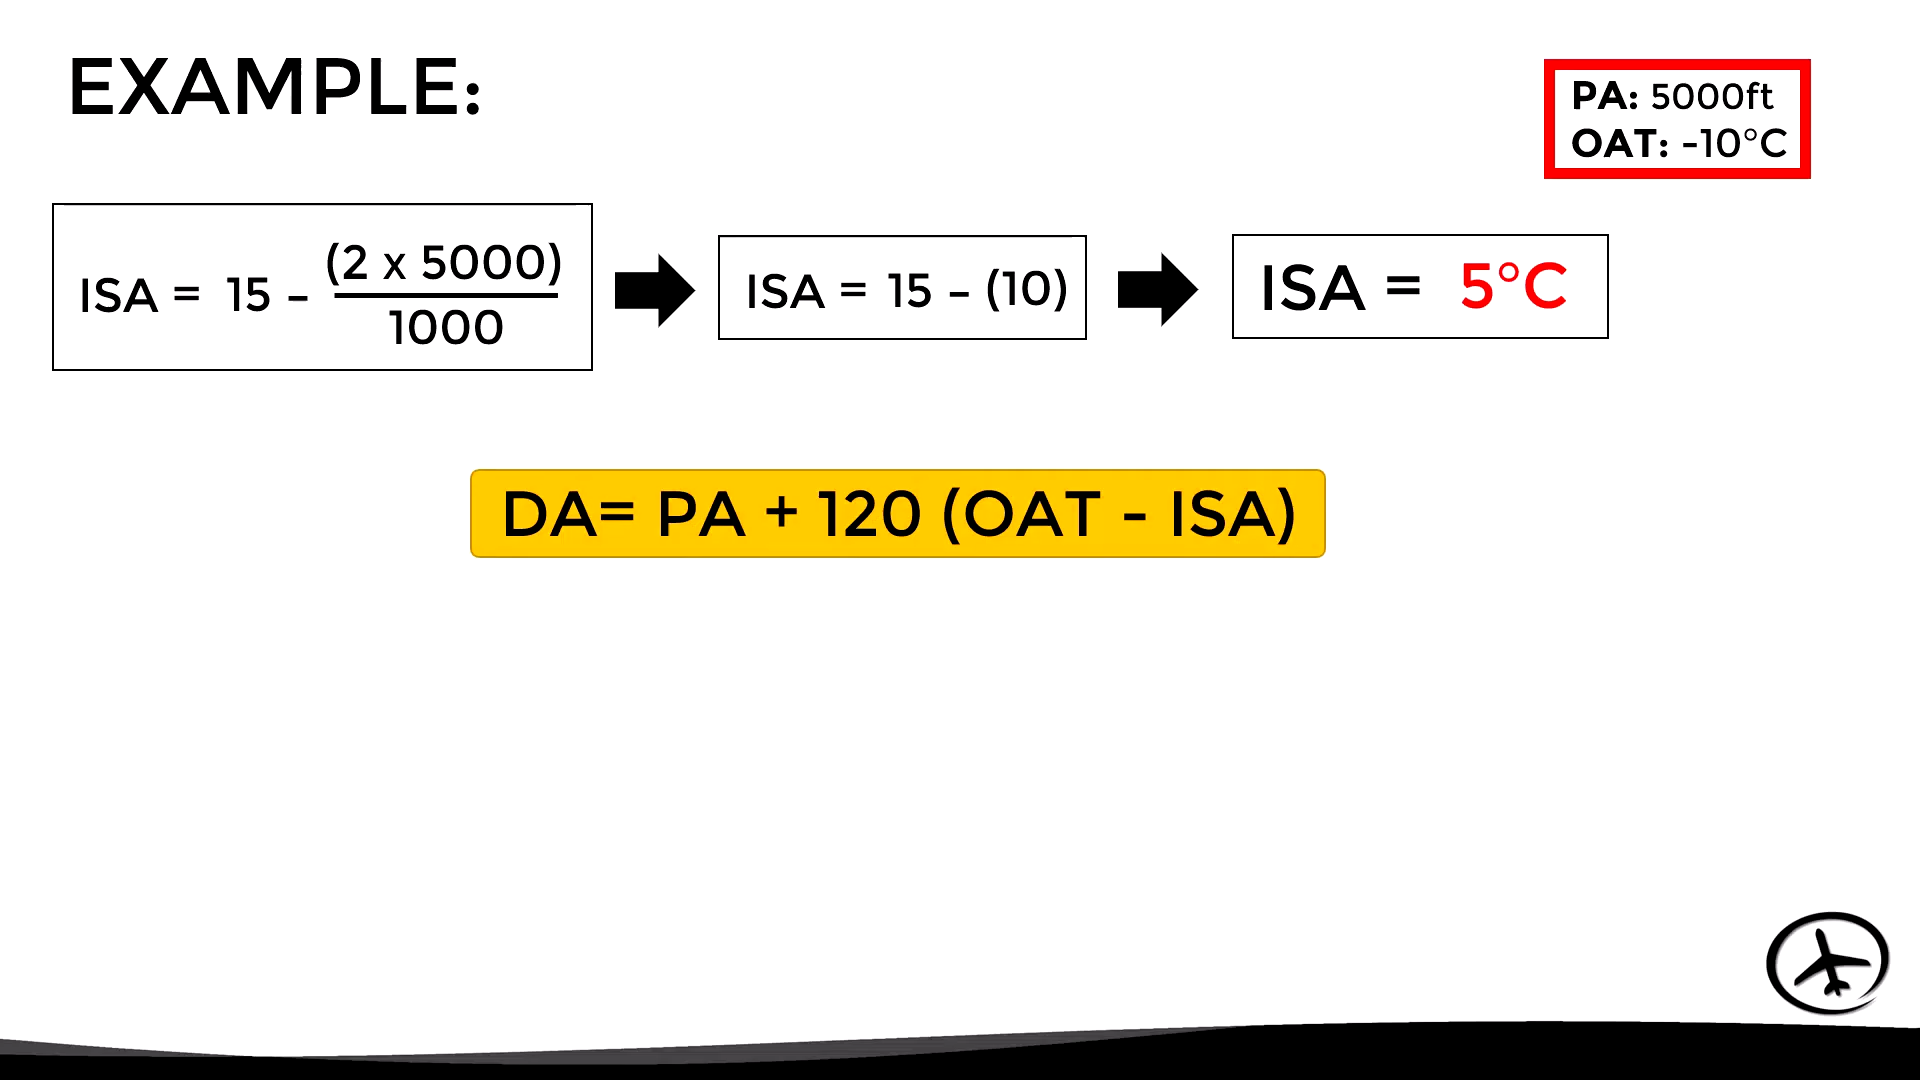 EXAMPLE:
PA: 5000ft
OAT: -10°C
ISA = 15 - (2 x 5000)
1000
ISA = 15 - (10)
ISA = 5°C
DA= PA + 120 (OAT - ISA)